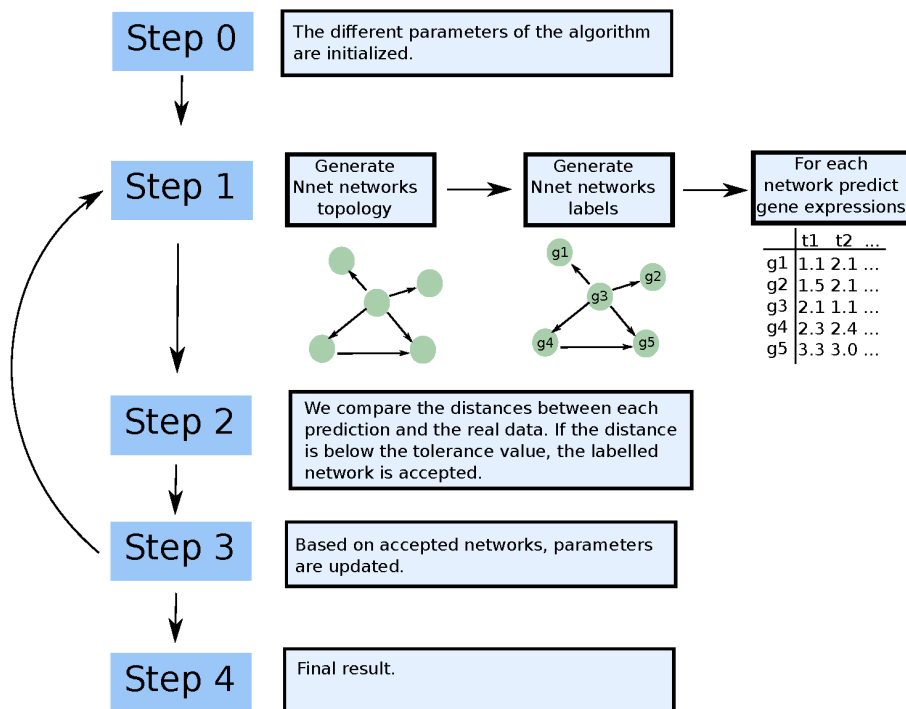 Step 0
The different parameters of the algorithm
are initialized.
Step 1
Generate
Nnet networks
topology
Generate
Nnet networks
labels
For each
network predict
gene expressions
g1
g2
g3
g4
g5
t1 t2 ...
g1 1.1 2.1 ...
g2 1.5 2.1 ...
g3 2.1 1.1 ...
g4 2.3 2.4 ...
g5 3.3 3.0 ...
Step 2
We compare the distances between each
prediction and the real data. If the distance
is below the tolerance value, the labelled
network is accepted.
Step 3
Based on accepted networks, parameters
are updated.
Step 4
Final result.